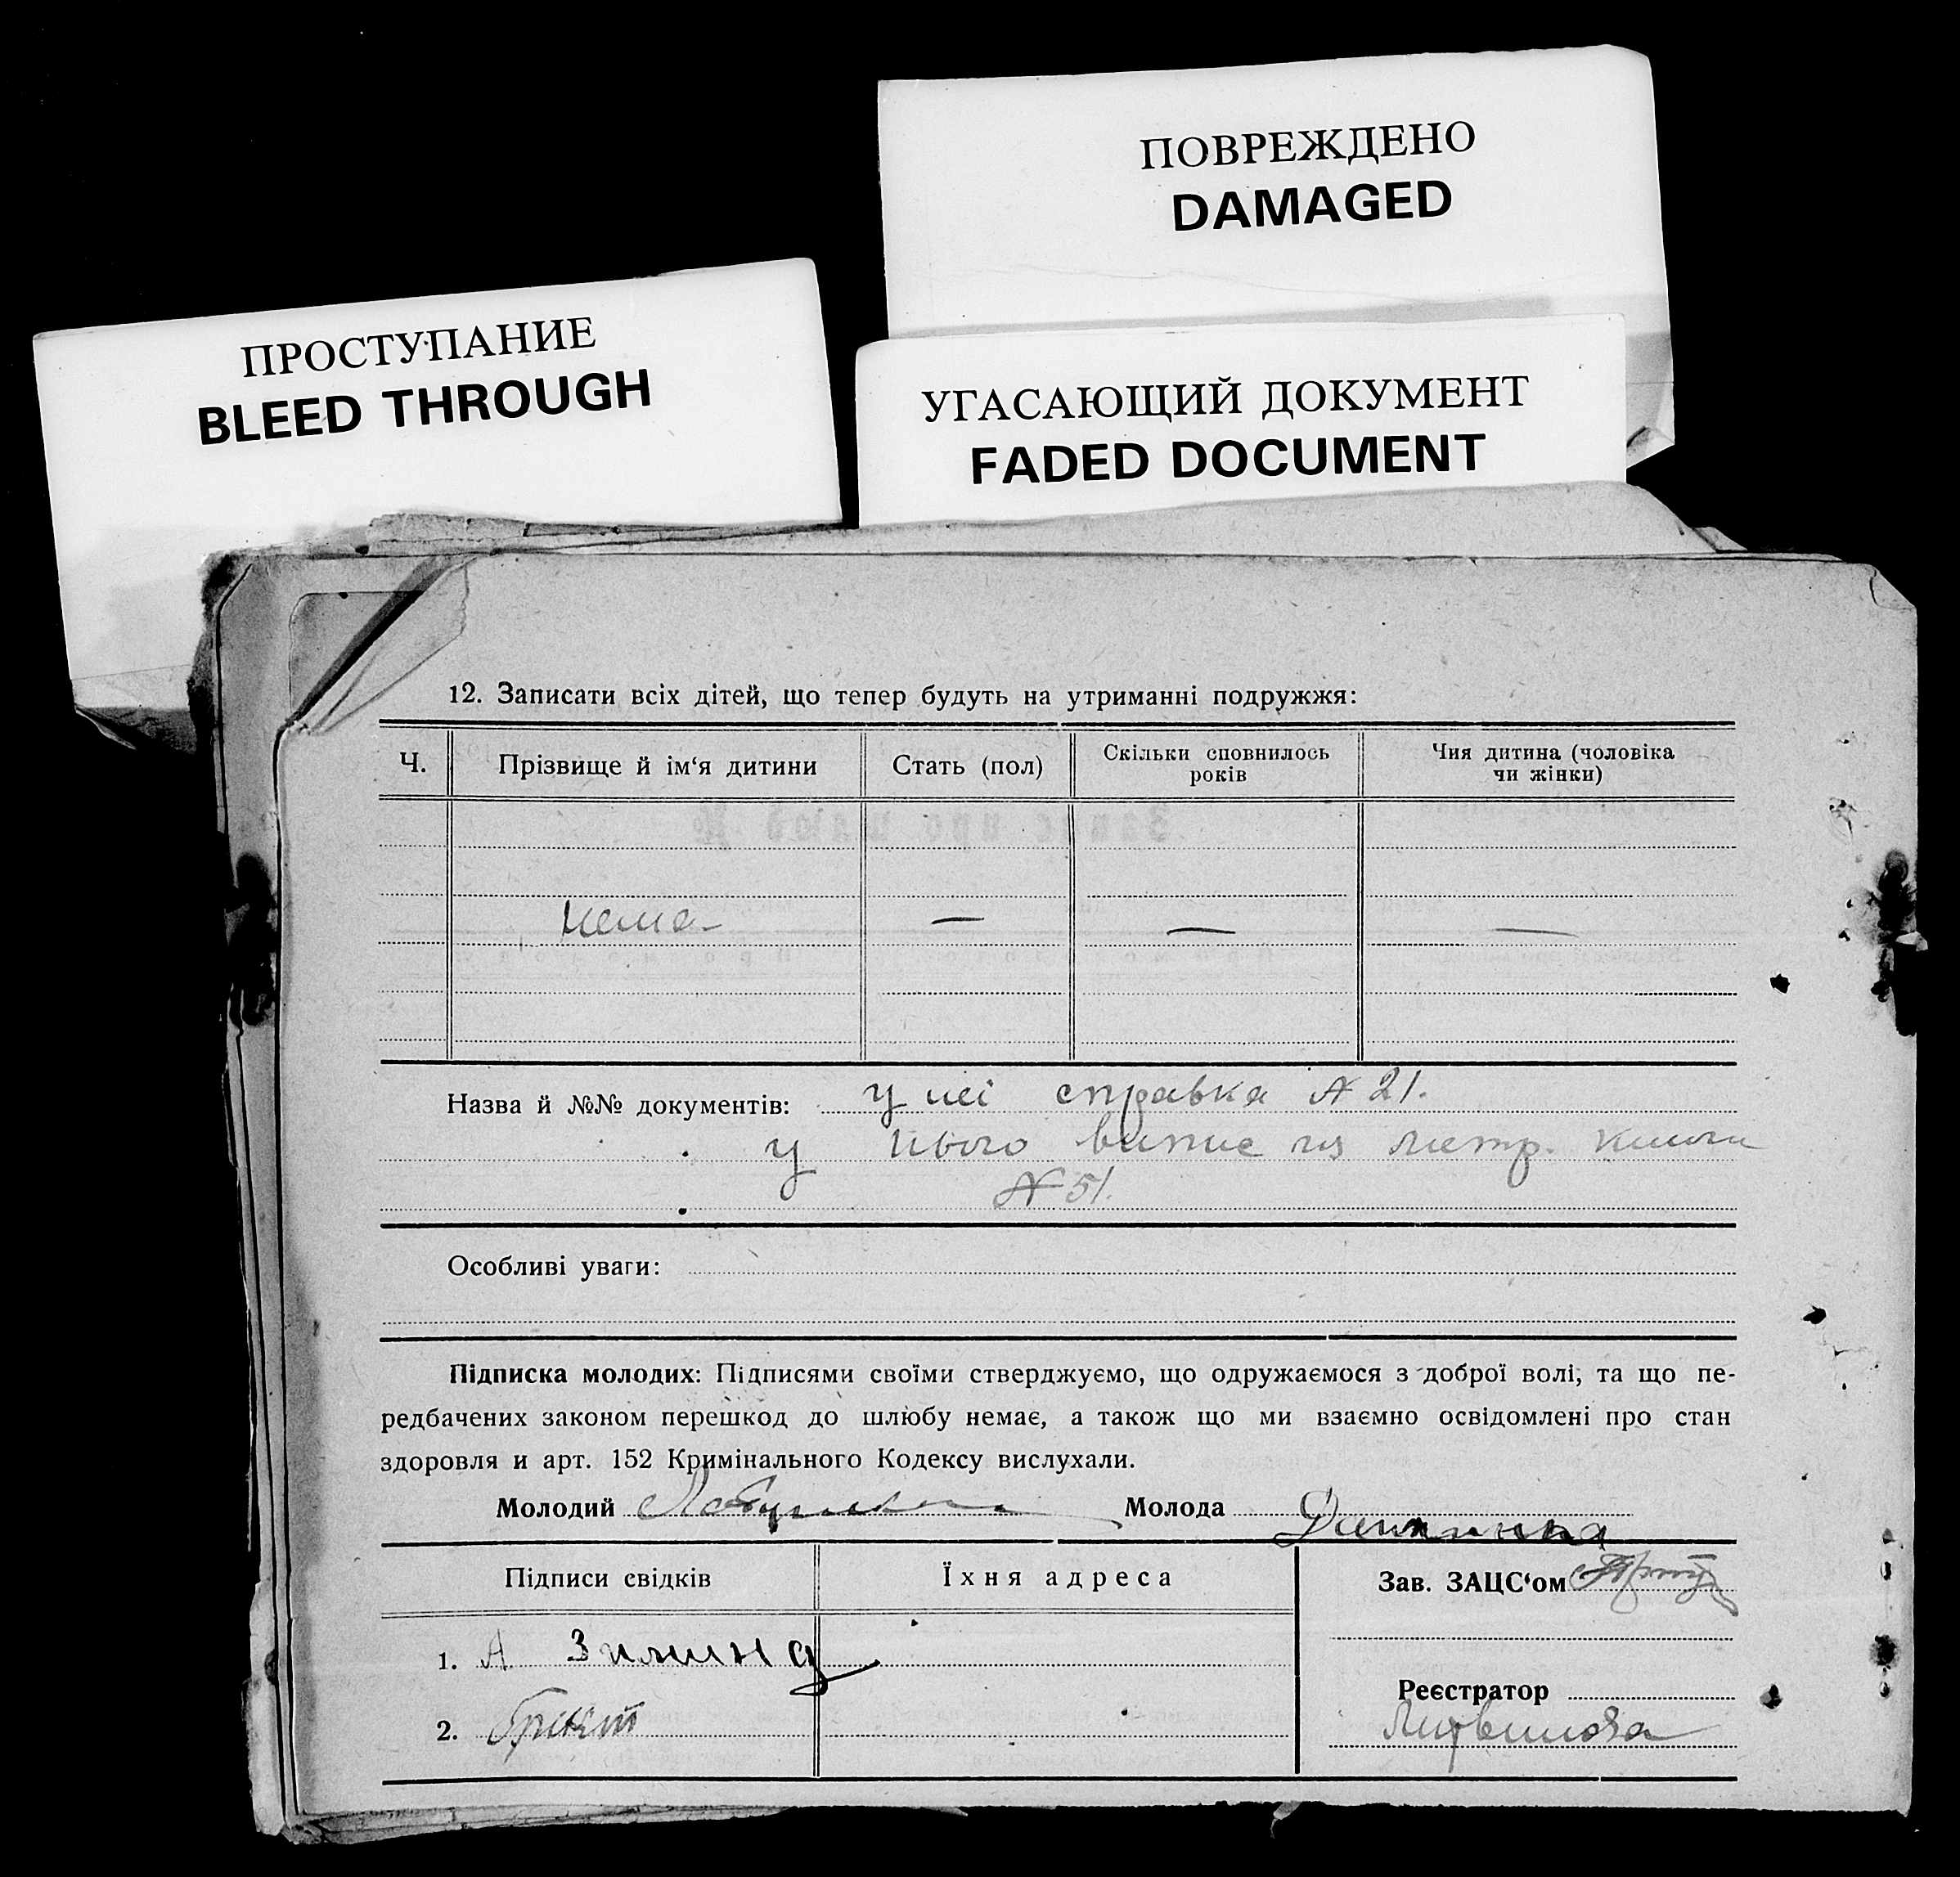 ПОВРЕЖДЕНО
DAMAGED
ПРОСТУПАНИЕ
BLEED THROUGH
УГАСАЮЩИЙ ДОКУМЕНТ
FADED DOCUMENT
12. Записати всіх дітей, що тепер будуть на утриманні подружжя:
Ч.
Прізвище й ім‘я дитини
Стать (пол)
Скільки сповнилось
років
Чия дитина (чоловіка
чи жінки)
нема — — —
Назва й №№ документів: у неї справка № 21.
у нього випис из метр. книги
№ 51.
Особливі уваги:
Підписка молодих: Підписями своїми стверджуємо, що одружаємося з доброї волі, та що пе-
редбачених законом перешкод до шлюбу немає, а також що ми взаємно освідомлені про стан
здоровля и арт. 152 Кримінального Кодексу вислухали.
Молодий
Молода
Підписи свідків
Їхня адреса
Зав. ЗАЦС‘ом
1. А Зилинд
2.
Реєстратор
Литвинова